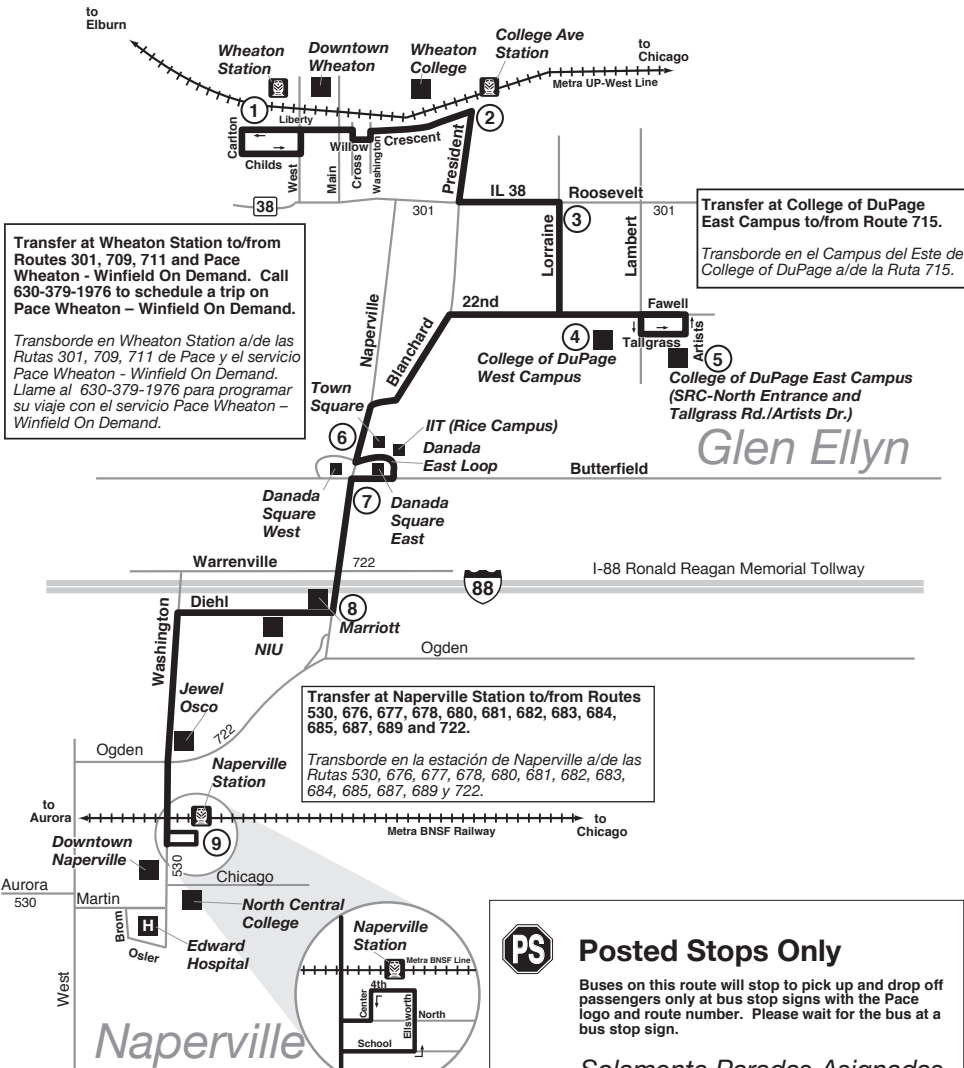 to
Elburn
Wheaton
Station
Downtown
Wheaton
Wheaton
College
College Ave
Station
to
Chicago
Metra UP-West Line
1
2
Liberty
Carlton
Childs
West
Main
Willow
Cross
Washington
Crescent
President
38
IL 38
Roosevelt
301
301
3
Lorraine
Lambert
Transfer at College of DuPage
East Campus to/from Route 715.
Transborde en el Campus del Este de
College of DuPage a/de la Ruta 715.
Transfer at Wheaton Station to/from
Routes 301, 709, 711 and Pace
Wheaton - Winfield On Demand. Call
630-379-1976 to schedule a trip on
Pace Wheaton – Winfield On Demand.
Transborde en Wheaton Station a/de las
Rutas 301, 709, 711 de Pace y el servicio
Pace Wheaton - Winfield On Demand.
Llame al 630-379-1976 para programar
su viaje con el servicio Pace Wheaton –
Winfield On Demand.
Naperville
Blanchard
22nd
Fawell
Tallgrass
Artists
4
5
College of DuPage
West Campus
College of DuPage East Campus
(SRC-North Entrance and
Tallgrass Rd./Artists Dr.)
Town
Square
6
IIT (Rice Campus)
Danada
East Loop
Glen Ellyn
Butterfield
Danada
Square
West
7
Danada
Square
East
Warrenville
722
88
I-88 Ronald Reagan Memorial Tollway
Diehl
8
Marriott
NIU
Washington
Ogden
Jewel
Osco
722
Ogden
Transfer at Naperville Station to/from Routes
530, 676, 677, 678, 680, 681, 682, 683, 684,
685, 687, 689 and 722.
Transborde en la estación de Naperville a/de las
Rutas 530, 676, 677, 678, 680, 681, 682, 683,
684, 685, 687, 689 y 722.
Naperville
Station
to
Aurora
Metra BNSF Railway
to
Chicago
9
Downtown
Naperville
530
Chicago
Aurora
530
Martin
North Central
College
Brom
H
Osler
Edward
Hospital
West
Naperville
Naperville
Station
Metra BNSF Line
4th
Center
Ellsworth
North
School
PS
Posted Stops Only
Buses on this route will stop to pick up and drop off
passengers only at bus stop signs with the Pace
logo and route number. Please wait for the bus at a
bus stop sign.
Solamente Paradas Asignadas